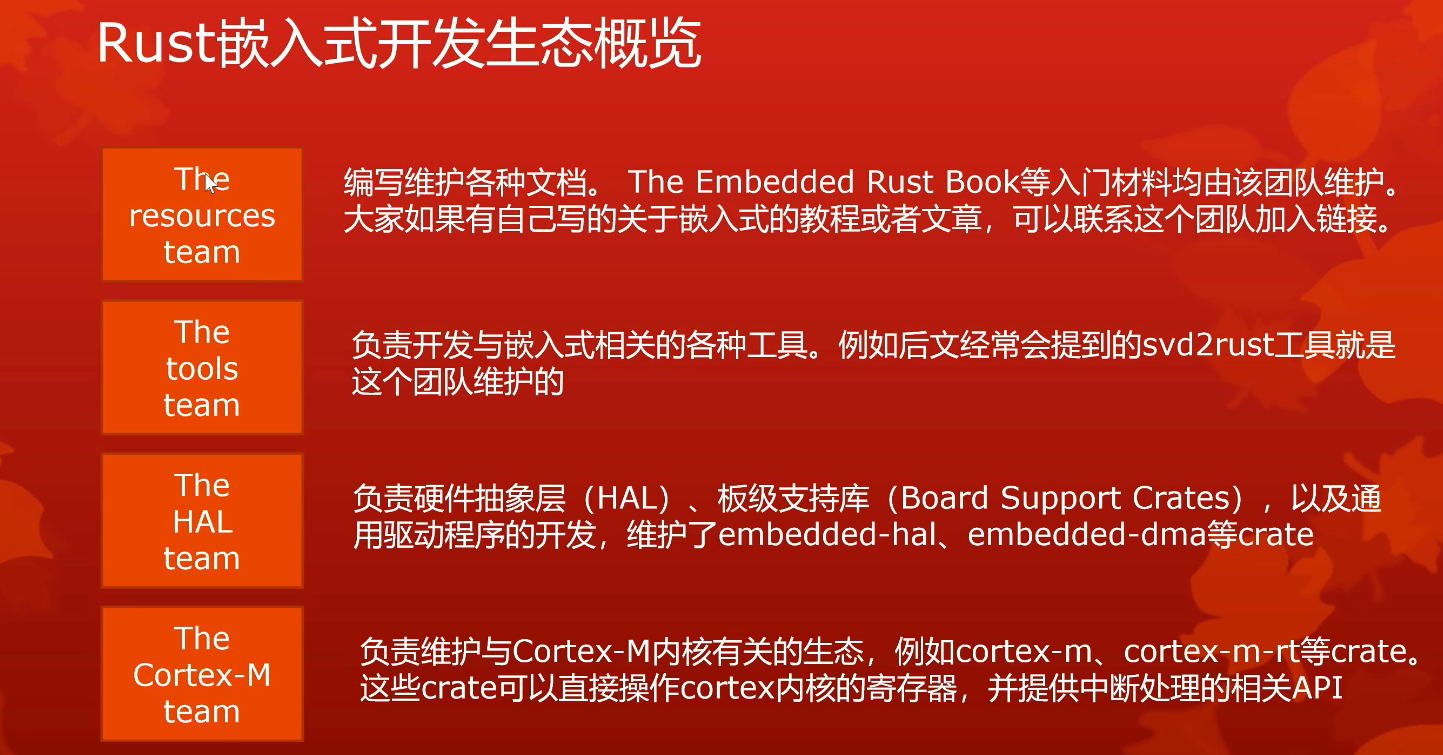 Rust嵌入式开发生态概览
The
resources
team
编写维护各种文档。 The Embedded Rust Book等入门材料均由该团队维护。
大家如果有自己写的关于嵌入式的教程或者文章，可以联系这个团队加入链接。
The
tools
team
负责开发与嵌入式相关的各种工具。例如后文经常会提到的svd2rust工具就是
这个团队维护的
The
HAL
team
负责硬件抽象层（HAL）、板级支持库（Board Support Crates），以及通
用驱动程序的开发，维护了embedded-hal、embedded-dma等crate
The
Cortex-M
team
负责维护与Cortex-M内核有关的生态，例如cortex-m、cortex-m-rt等crate。
这些crate可以直接操作cortex内核的寄存器，并提供中断处理的相关API